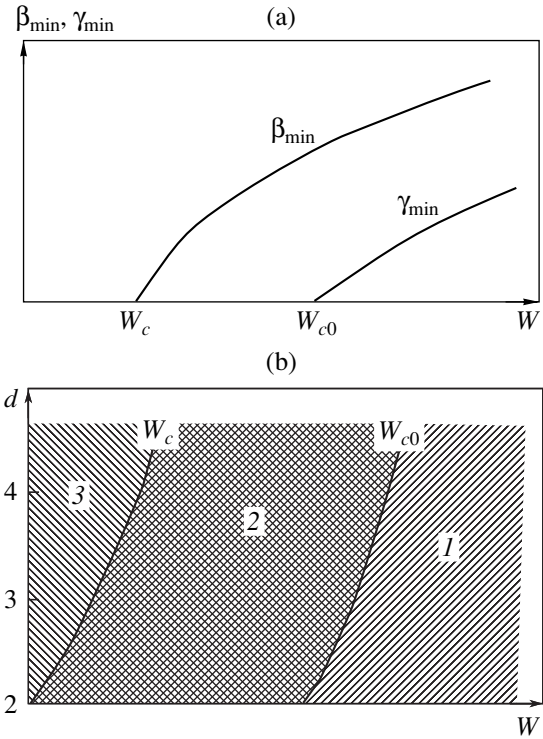 β_min, γ_min (a)
β_min
γ_min
W_c W_c0 W
(b)
d
W_c W_c0
4 3
2 1
3
2
W